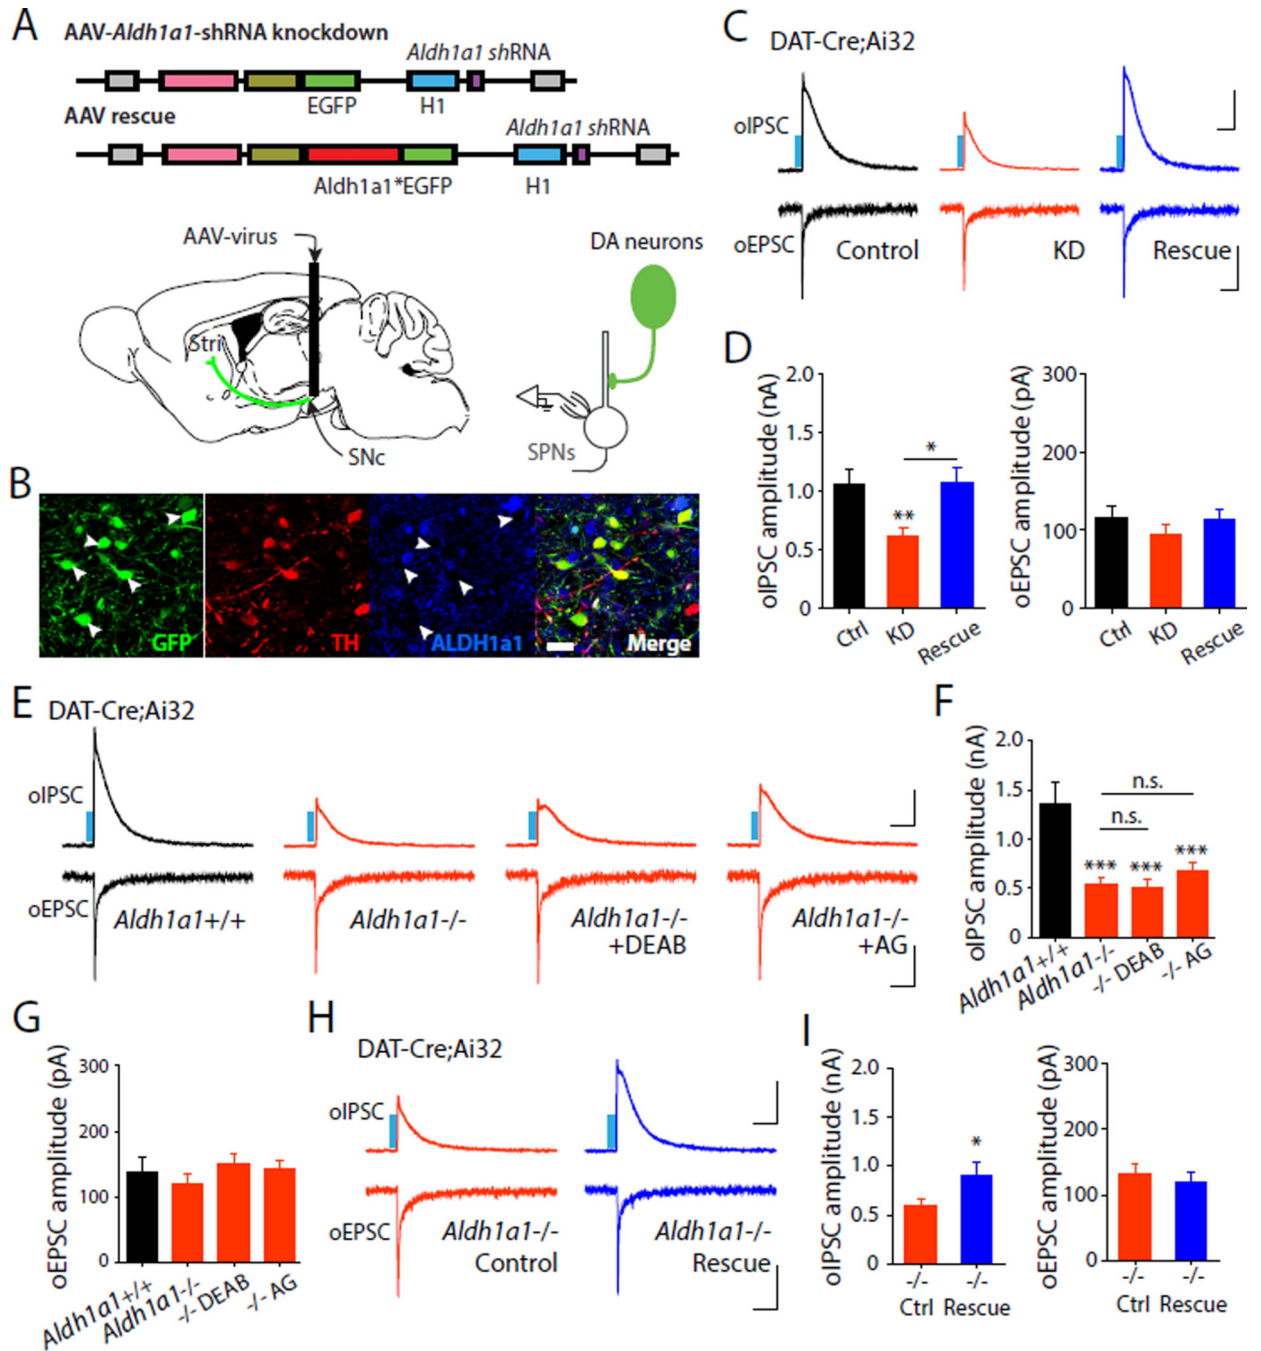 A
AAV-Aldh1a1-shRNA knockdown
Aldh1a1 shRNA
EGFP
H1
AAV rescue
Aldh1a1 shRNA
Aldh1a1*EGFP
H1
AAV-virus
Stri
SNc
DA neurons
SPNs
B
GFP
TH
ALDH1a1
Merge
C
DAT-Cre;Ai32
oIPSC
oEPSC
Control
KD
Rescue
D
oIPSC amplitude (nA)
2.0
1.5
1.0
0.5
0
**
*
Ctrl
KD
Rescue
oEPSC amplitude (pA)
300
200
100
0
Ctrl
KD
Rescue
E
DAT-Cre;Ai32
oIPSC
oEPSC
Aldh1a1+/+
Aldh1a1-/-
Aldh1a1-/-
+DEAB
Aldh1a1-/-
+AG
F
oIPSC amplitude (nA)
2.0
1.5
1.0
0.5
0
n.s.
n.s.
***
***
***
Aldh1a1+/+
Aldh1a1-/-
-/- DEAB
-/- AG
G
oEPSC amplitude (pA)
300
200
100
0
Aldh1a1+/+
Aldh1a1-/-
-/- DEAB
-/- AG
H
DAT-Cre;Ai32
oIPSC
oEPSC
Aldh1a1-/-
Control
Aldh1a1-/-
Rescue
I
oIPSC amplitude (nA)
2.0
1.5
1.0
0.5
0
*
-/-
-/-
Ctrl Rescue
oEPSC amplitude (pA)
300
200
100
0
-/-
-/-
Ctrl Rescue